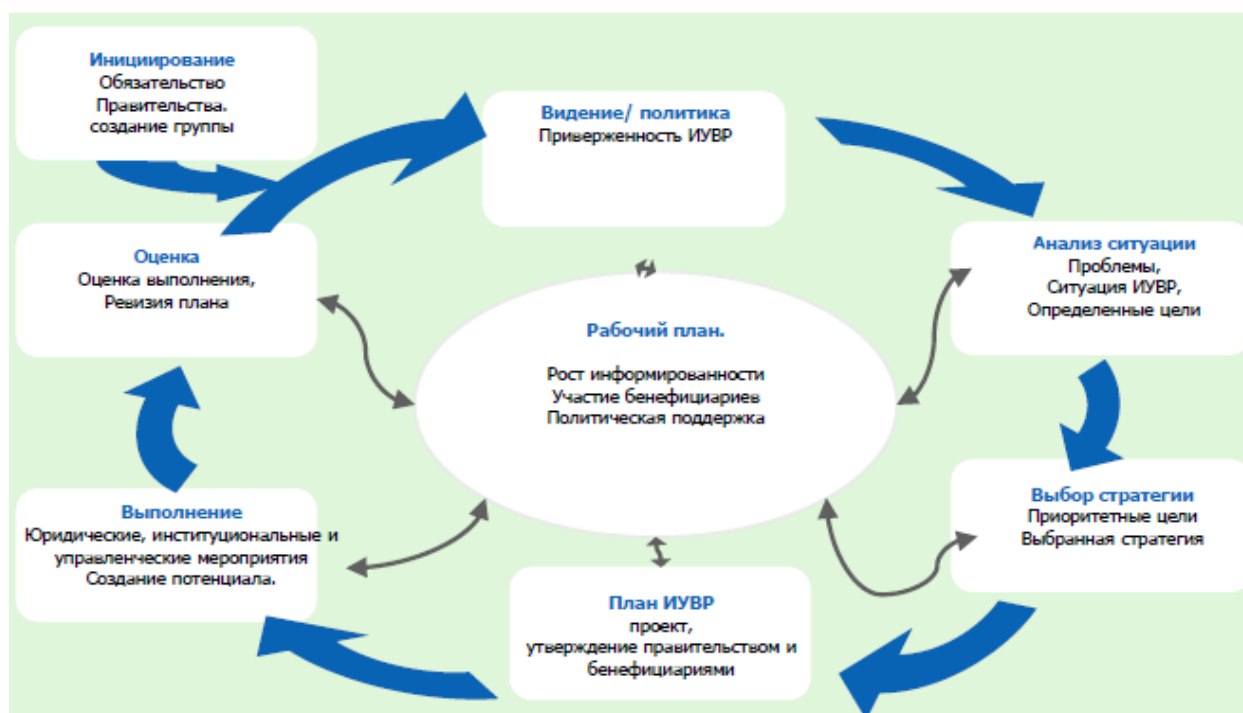 Инициирование
Обязательство
Правительства.
создание группы
Видение/ политика
Приверженность ИУВР
Анализ ситуации
Проблемы,
Ситуация ИУВР,
Определенные цели
Оценка
Оценка выполнения,
Ревизия плана
Рабочий план.
Рост информированности
Участие бенефициариев
Политическая поддержка
Выбор стратегии
Приоритетные цели
Выбранная стратегия
Выполнение
Юридические, институциональные и
управленческие мероприятия
Создание потенциала.
План ИУВР
проект,
утверждение правительством и
бенефициариями